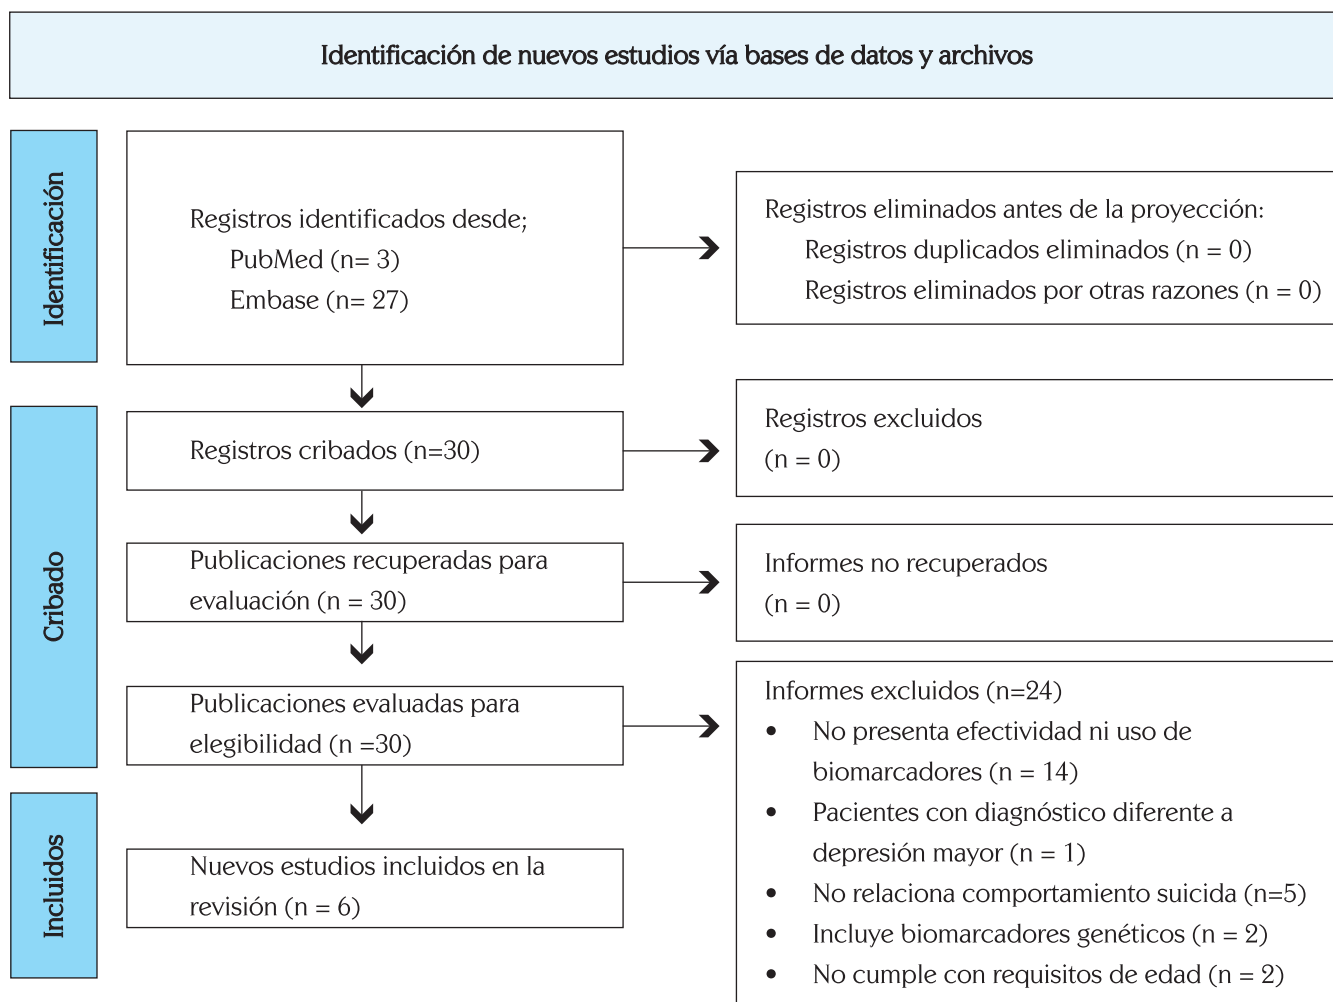 Identificación de nuevos estudios vía bases de datos y archivos
Identificación
Registros identificados desde;
PubMed (n= 3)
Embase (n= 27)
Registros eliminados antes de la proyección:
Registros duplicados eliminados (n = 0)
Registros eliminados por otras razones (n = 0)
Cribado
Registros cribados (n=30)
Registros excluidos
(n = 0)
Publicaciones recuperadas para
evaluación (n = 30)
Informes no recuperados
(n = 0)
Publicaciones evaluadas para
elegibilidad (n =30)
Informes excluidos (n=24)
• No presenta efectividad ni uso de
biomarcadores (n = 14)
• Pacientes con diagnóstico diferente a
depresión mayor (n = 1)
• No relaciona comportamiento suicida (n=5)
• Incluye biomarcadores genéticos (n = 2)
• No cumple con requisitos de edad (n = 2)
Incluidos
Nuevos estudios incluidos en la
revisión (n = 6)